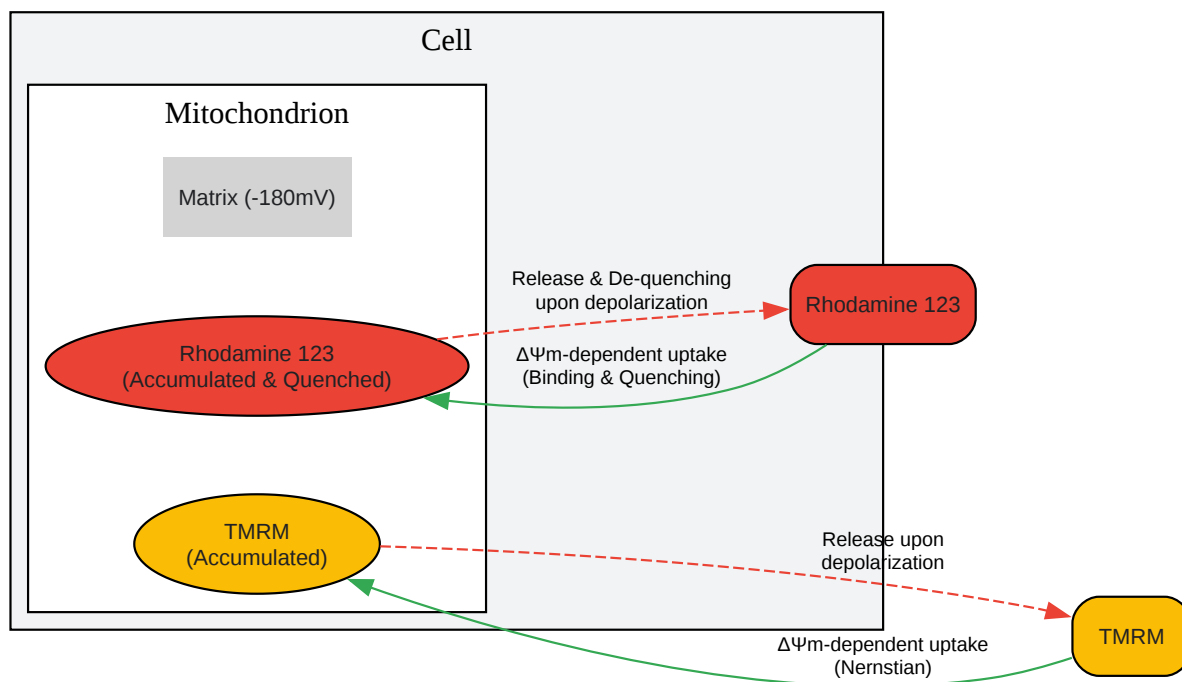 Cell
Mitochondrion
Matrix (-180mV)
Release & De-quenching
upon depolarization
Rhodamine 123
Rhodamine 123
(Accumulated & Quenched)
ΔΨm-dependent uptake
(Binding & Quenching)
TMRM
(Accumulated)
Release upon
depolarization
TMRM
ΔΨm-dependent uptake
(Nernstian)